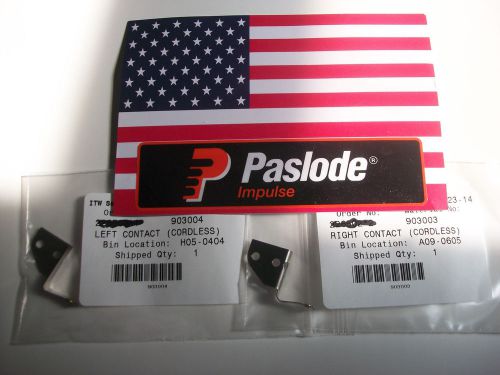 Paslode®
Impulse
ITW
903004
LEFT CONTACT (CORDLESS)
Bin Location: H05-0404
Shipped Qty: 1
903004
23-14
Order No: No:
903003
RIGHT CONTACT (CORDLESS)
Bin Location: A09-0605
Shipped Qty: 1
903003